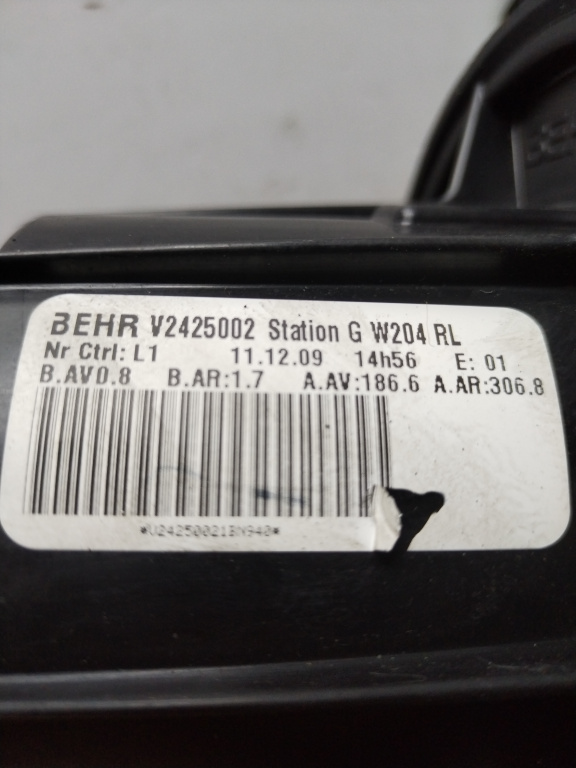 BEHR V2425002 Station G W204 RL
Nr Ctrl: L1 11.12.09 14h56 E: 01
B.AV0.8 B.AR:1.7 A.AV:186.6 A.AR:306.8
*V24250021BN940*